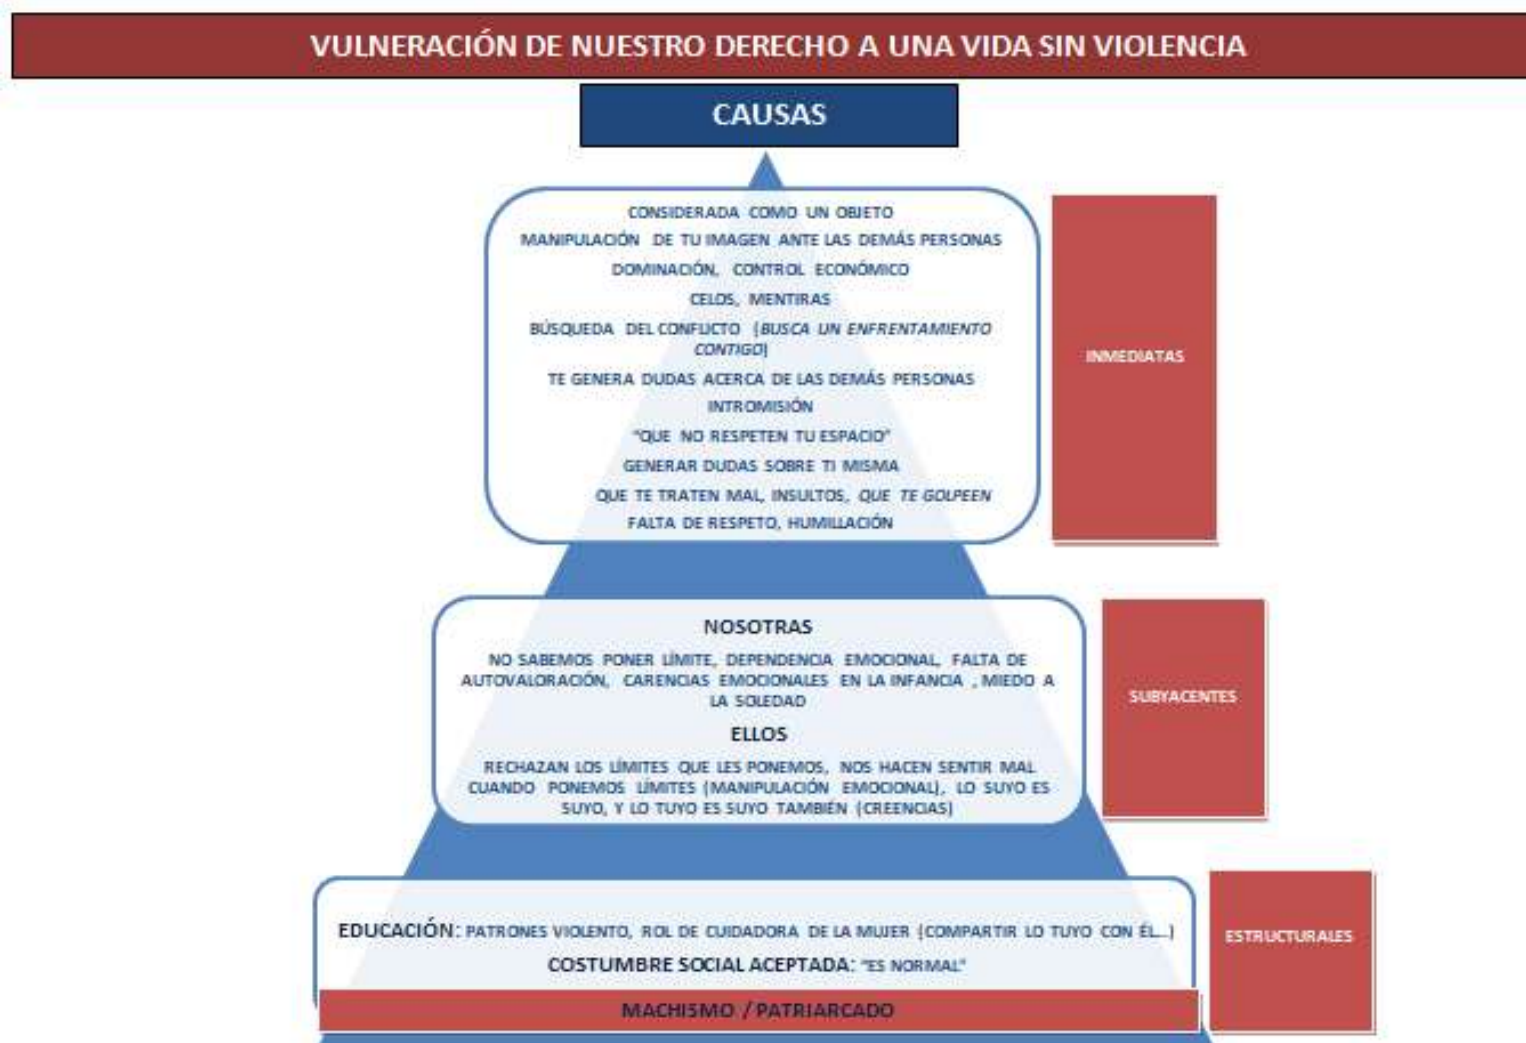 VULNERACIÓN DE NUESTRO DERECHO A UNA VIDA SIN VIOLENCIA
CAUSAS
CONSIDERADA COMO UN OBJETO
MANIPULACIÓN DE TU IMAGEN ANTE LAS DEMÁS PERSONAS
DOMINACIÓN, CONTROL ECONÓMICO
CELOS, MENTIRAS
BÚSQUEDA DEL CONFLICTO (BUSCA UN ENFRENTAMIENTO
CONTIGO)
TE GENERA DUDAS ACERCA DE LAS DEMÁS PERSONAS
INTROMISIÓN
"QUE NO RESPETEN TU ESPACIO"
GENERAR DUDAS SOBRE TI MISMA
QUE TE TRATEN MAL, INSULTOS, QUE TE GOLPEEN
FALTA DE RESPETO, HUMILLACIÓN
INMEDIATAS
NOSOTRAS
NO SABEMOS PONER LÍMITE, DEPENDENCIA EMOCIONAL, FALTA DE
AUTOVALORACIÓN, CARENCIAS EMOCIONALES EN LA INFANCIA , MIEDO A
LA SOLEDAD
ELLOS
RECHAZAN LOS LÍMITES QUE LES PONEMOS, NOS HACEN SENTIR MAL
CUANDO PONEMOS LÍMITES (MANIPULACIÓN EMOCIONAL), LO SUYO ES
SUYO, Y LO TUYO ES SUYO TAMBIÉN (CREENCIAS)
SUBYACENTES
EDUCACIÓN: PATRONES VIOLENTO, ROL DE CUIDADORA DE LA MUJER (COMPARTIR LO TUYO CON ÉL...)
COSTUMBRE SOCIAL ACEPTADA: "ES NORMAL"
ESTRUCTURALES
MACHISMO / PATRIARCADO